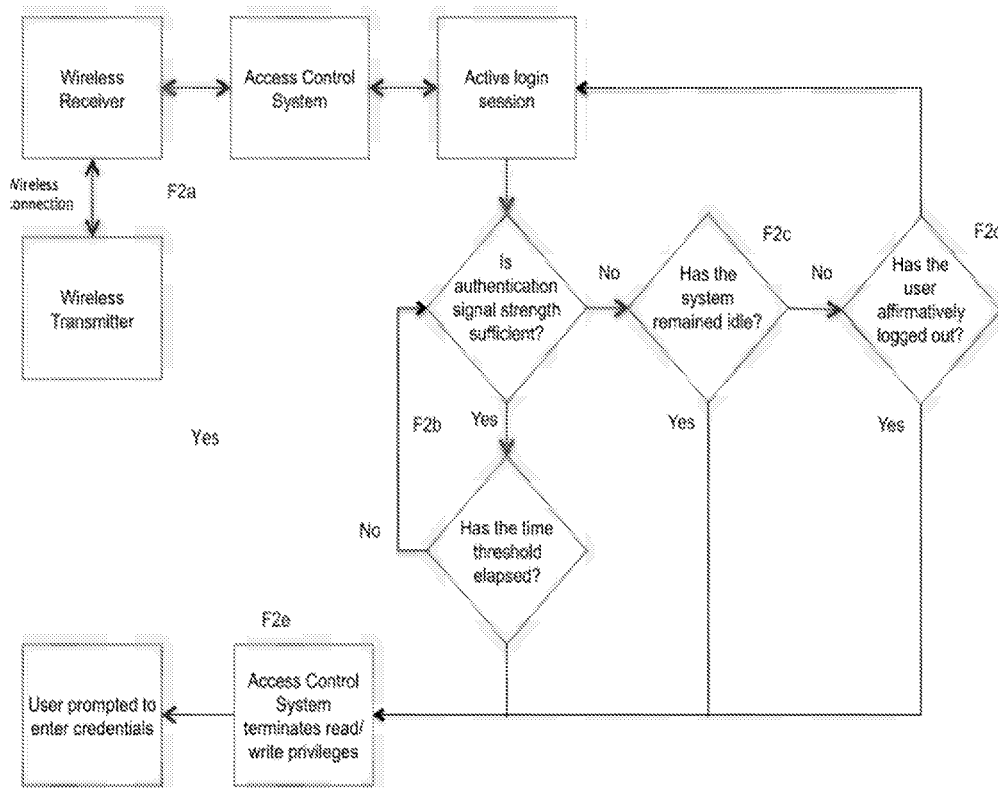 Wireless
Receiver
Access Control
System
Active login
session
Wireless
connection
F2a
Wireless
Transmitter
Is
authentication
signal strength
sufficient?
No
Has the
system
remained idle?
F2c
No
Has the
user
affirmatively
logged out?
Yes
F2b
Yes
Yes
Yes
No
Has the time
threshold
elapsed?
F2e
User prompted to
enter credentials
Access Control
System
terminates read/
write privileges